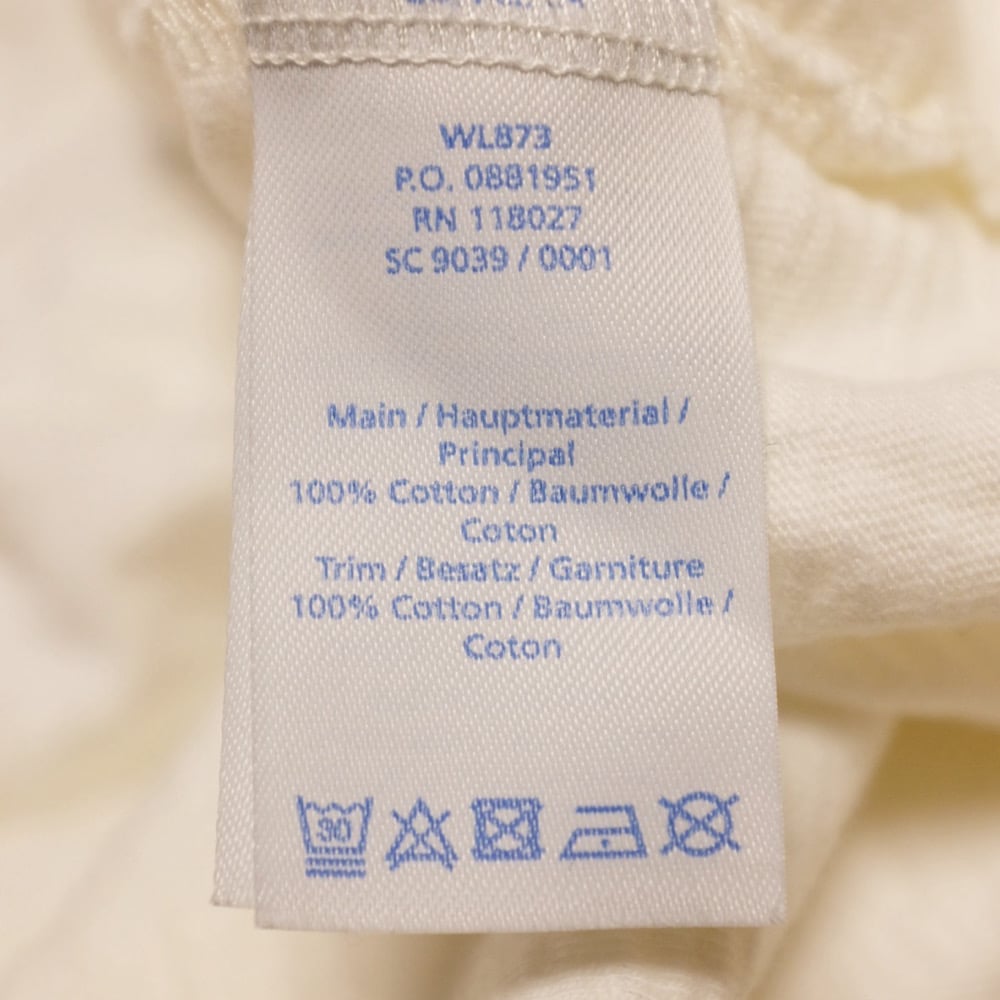 WL873
P.O. 0881951
RN 118027
SC 9039 / 0001
Main / Hauptmaterial /
Principal
100% Cotton / Baumwolle /
Coton
Trim / Besatz / Garniture
100% Cotton / Baumwolle /
Coton
30